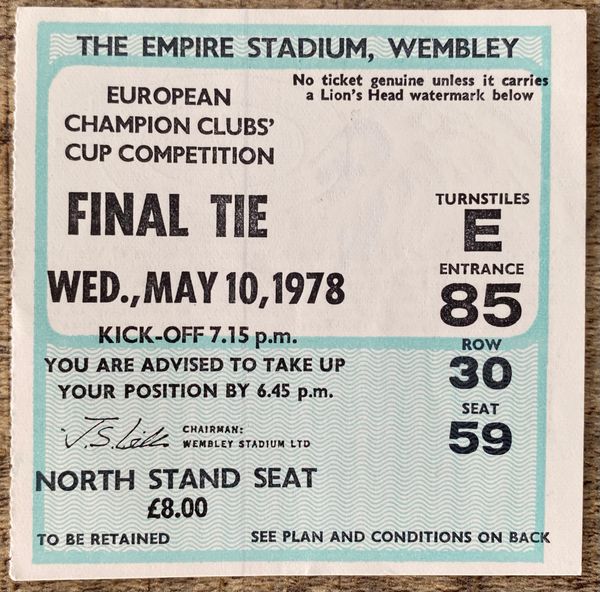 THE EMPIRE STADIUM, WEMBLEY
No ticket genuine unless it carries
a Lion's Head watermark below
EUROPEAN
CHAMPION CLUBS'
CUP COMPETITION
FINAL TIE
WED., MAY 10, 1978
KICK-OFF 7.15 p.m.
YOU ARE ADVISED TO TAKE UP
YOUR POSITION BY 6.45 p.m.
CHAIRMAN:
WEMBLEY STADIUM LTD
NORTH STAND SEAT
£8.00
TURNSTILES
E
ENTRANCE
85
ROW
30
SEAT
59
TO BE RETAINED
SEE PLAN AND CONDITIONS ON BACK